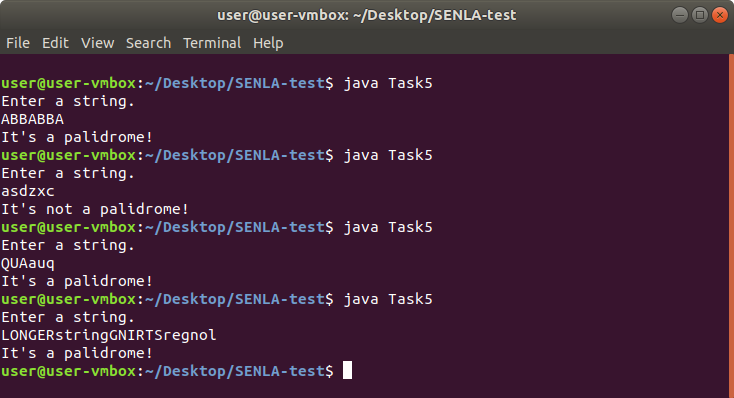 user@user-vmbox: ~/Desktop/SENLA-test
File Edit View Search Terminal Help
user@user-vmbox:~/Desktop/SENLA-test$ java Task5
Enter a string.
ABBABBA
It's a palidrome!
user@user-vmbox:~/Desktop/SENLA-test$ java Task5
Enter a string.
asdzxc
It's not a palidrome!
user@user-vmbox:~/Desktop/SENLA-test$ java Task5
Enter a string.
QUAauq
It's a palidrome!
user@user-vmbox:~/Desktop/SENLA-test$ java Task5
Enter a string.
LONGERstringGNIRTSregnol
It's a palidrome!
user@user-vmbox:~/Desktop/SENLA-test$